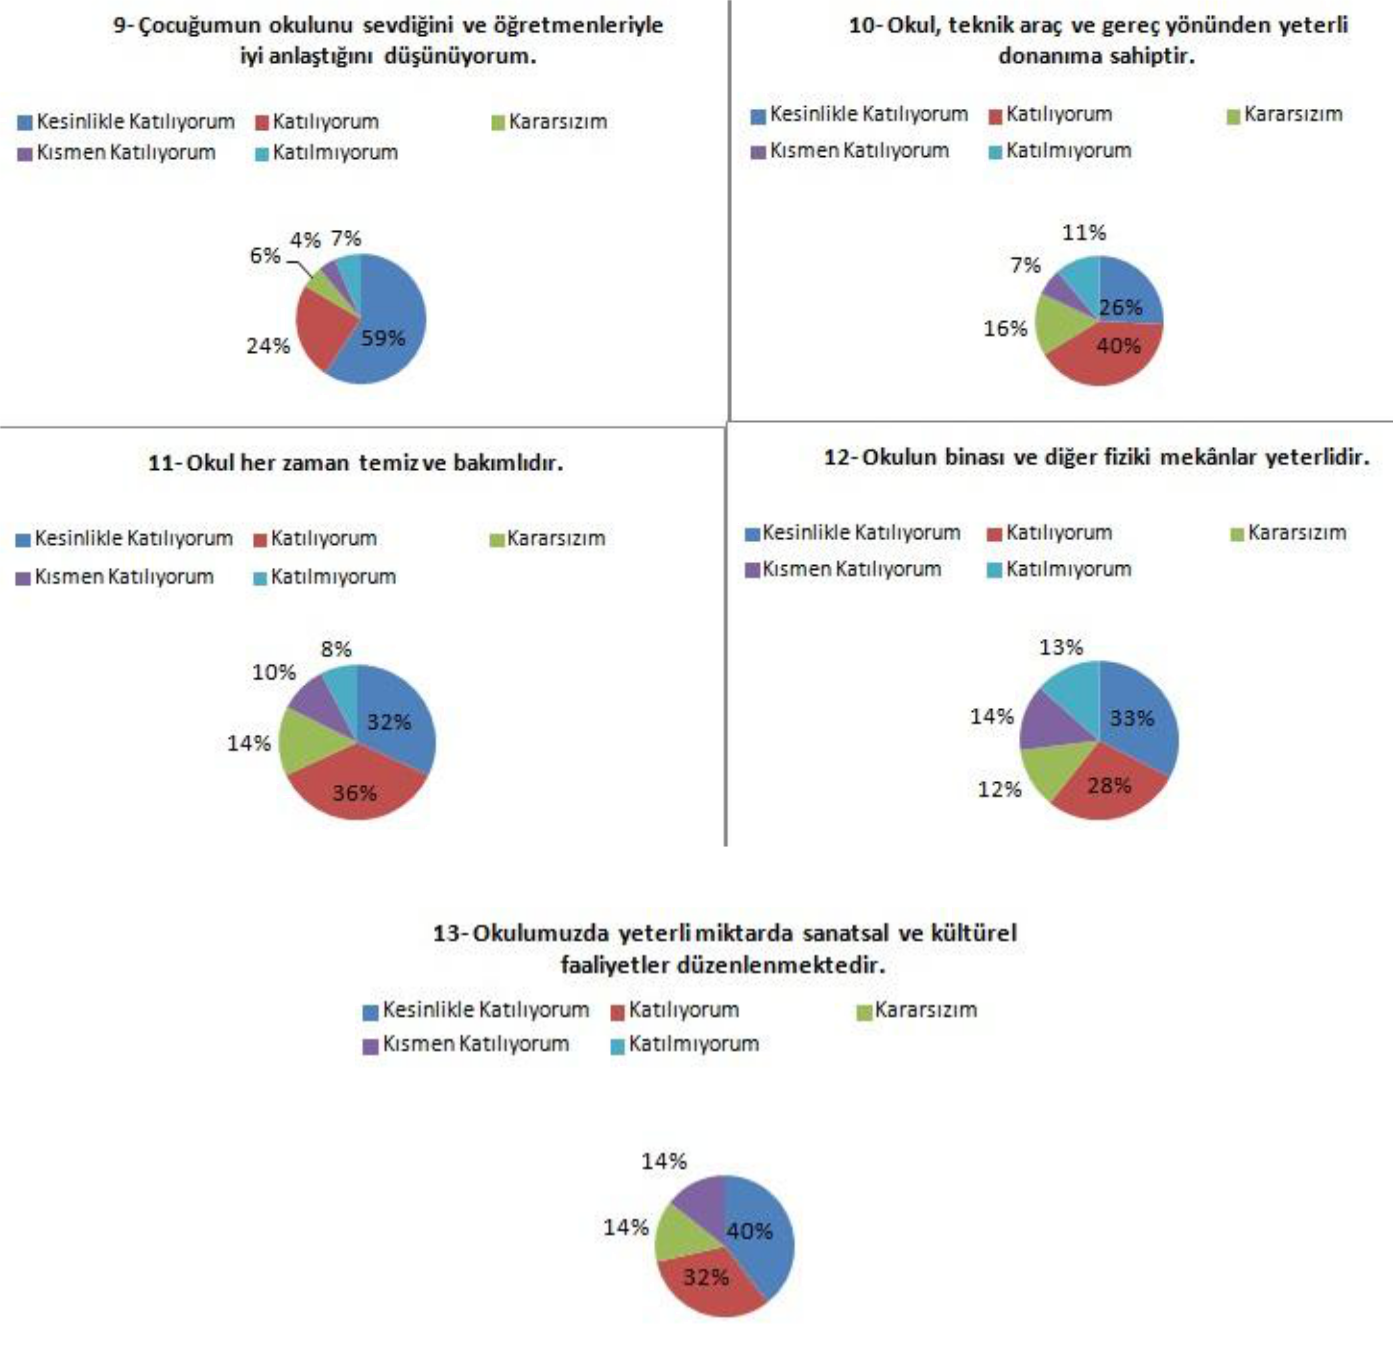 9- Çocuğumun okulunu sevdiğini ve öğretmenleriyle
iyi anlaştığını düşünüyorum.
Kesinlikle Katılıyorum Katılıyorum Kararsızım
Kısmen Katılıyorum Katılmıyorum
4% 7%
6%
24%
59%
10- Okul, teknik araç ve gereç yönünden yeterli
donanıma sahiptir.
Kesinlikle Katılıyorum Katılıyorum Kararsızım
Kısmen Katılıyorum Katılmıyorum
11%
7%
26%
16%
40%
11- Okul her zaman temiz ve bakımlıdır.
Kesinlikle Katılıyorum Katılıyorum Kararsızım
Kısmen Katılıyorum Katılmıyorum
8%
10%
32%
14%
36%
12- Okulun binası ve diğer fiziki mekânlar yeterlidir.
Kesinlikle Katılıyorum Katılıyorum Kararsızım
Kısmen Katılıyorum Katılmıyorum
13%
14%
33%
12%
28%
13- Okulumuzda yeterli miktarda sanatsal ve kültürel
faaliyetler düzenlenmektedir.
Kesinlikle Katılıyorum Katılıyorum Kararsızım
Kısmen Katılıyorum Katılmıyorum
14%
14%
40%
32%